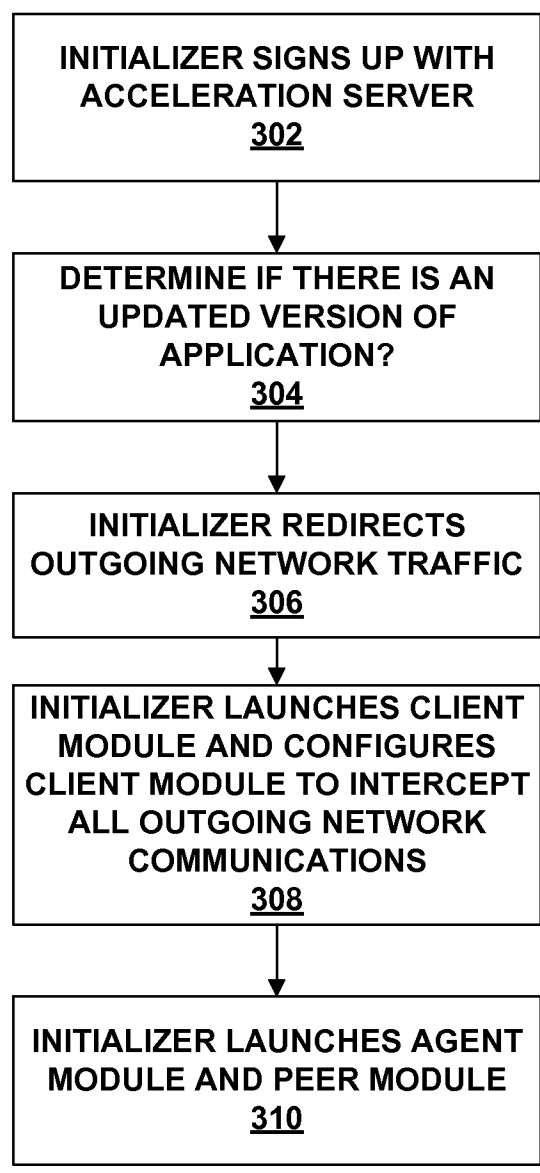 INITIALIZER SIGNS UP WITH
ACCELERATION SERVER
302
DETERMINE IF THERE IS AN
UPDATED VERSION OF
APPLICATION?
304
INITIALIZER REDIRECTS
OUTGOING NETWORK TRAFFIC
306
INITIALIZER LAUNCHES CLIENT
MODULE AND CONFIGURES
CLIENT MODULE TO INTERCEPT
ALL OUTGOING NETWORK
COMMUNICATIONS
308
INITIALIZER LAUNCHES AGENT
MODULE AND PEER MODULE
310